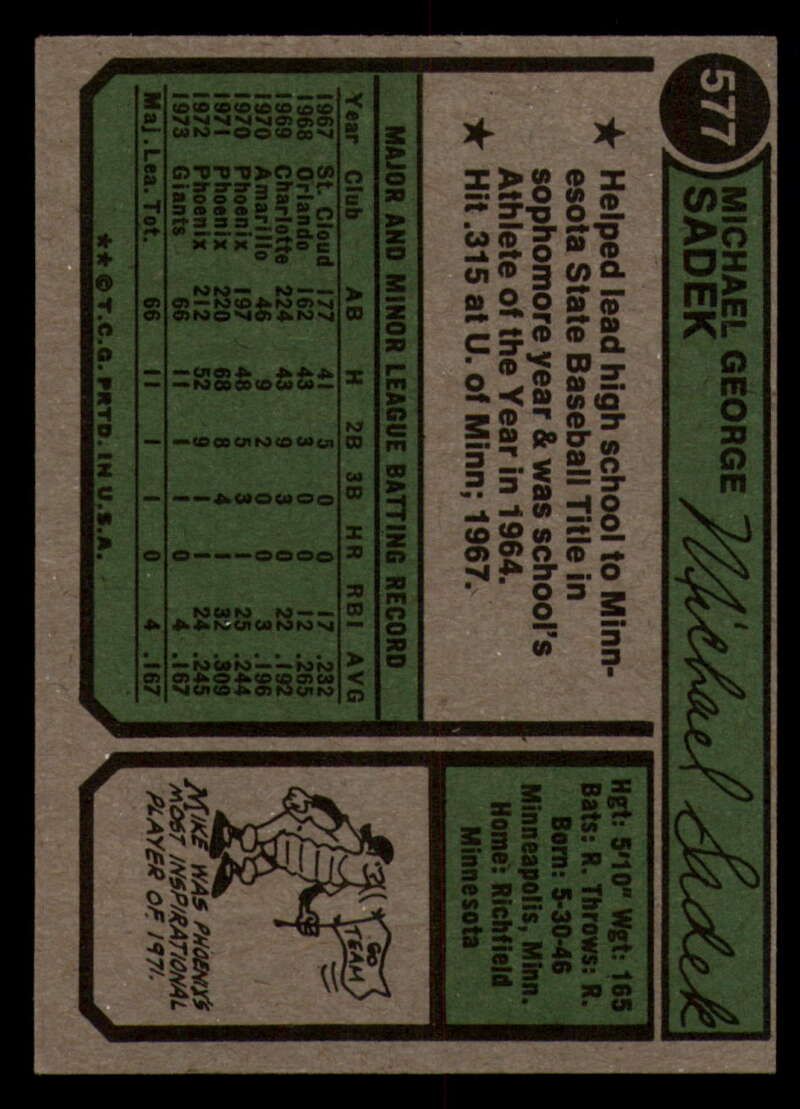 577
MICHAEL GEORGE
SADEK
Michael Sadek
★ Helped lead high school to Minn-
esota State Baseball Title in
sophomore year & was school's
Athlete of the Year in 1964.
★ Hit .315 at U. of Minn; 1967.
Hgt: 5'10" Wgt: 165
Bats: R. Throws: R.
Born: 5-30-46
Minneapolis, Minn.
Home: Richfield
Minnesota
MAJOR AND MINOR LEAGUE BATTING RECORD
Year Club AB H 2B 3B HR RBI AVG
1967 St. Cloud 177 41 5 0 0 17 .232
1968 Orlando 162 43 3 0 0 12 .265
1969 Charlotte 224 43 9 3 0 22 .192
1970 Amarillo 46 9 2 0 0 3 .196
1970 Phoenix 197 48 5 3 1 25 .244
1971 Phoenix 220 68 8 4 1 32 .309
1972 Phoenix 212 52 9 1 1 24 .245
1973 Giants 66 11 1 1 0 4 .167
Maj. Lea. Tot. 66 11 1 1 0 4 .167
**©T.C.G. PRTD. IN U.S.A.
GO
TEAM
MIKE WAS PHOENIX'S
MOST INSPIRATIONAL
PLAYER OF 1971.